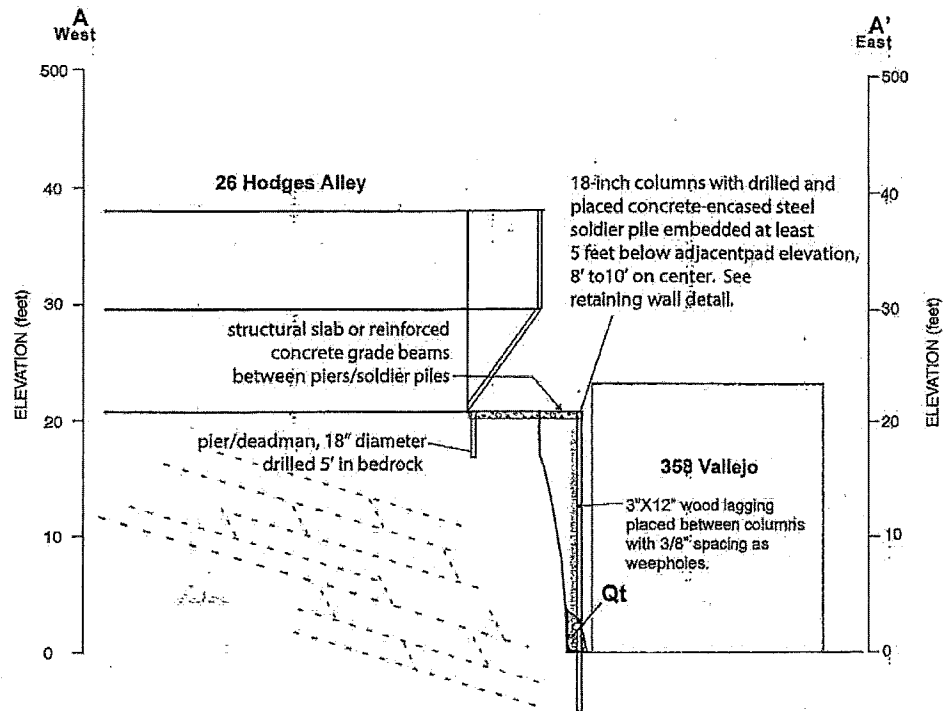 A
West
A'
East
500
500
26 Hodges Alley
18-inch columns with drilled and
placed concrete-encased steel
soldier pile embedded at least
5 feet below adjacentpad elevation,
8' to10' on center. See
retaining wall detail.
40
40
30
30
ELEVATION (feet)
ELEVATION (feet)
structural slab or reinforced
concrete grade beams
between piers/soldier piles
20
20
pier/deadman, 18" diameter
drilled 5' in bedrock
358 Vallejo
3"X12" wood lagging
placed between columns
with 3/8" spacing as
weepholes.
10
10
Qt
0
0